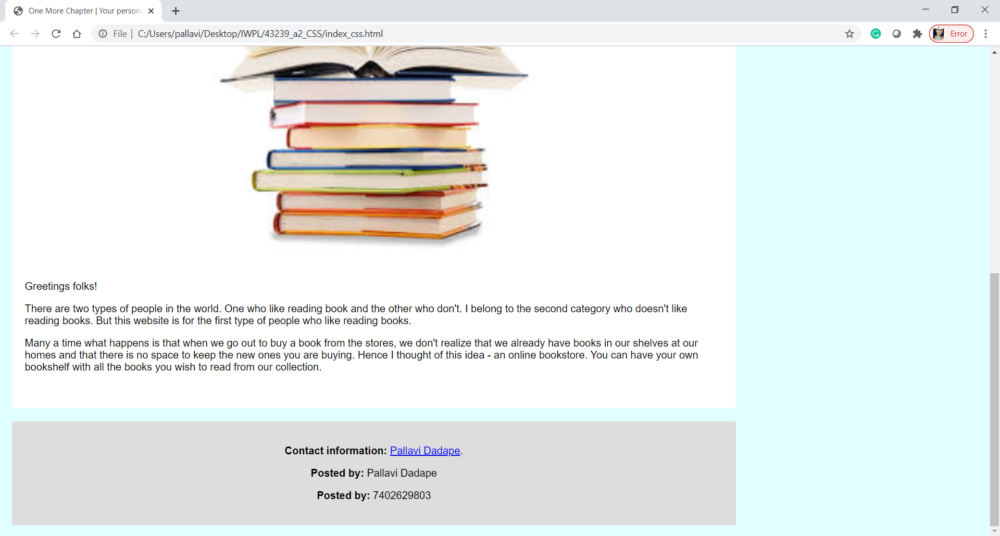 One More Chapter | Your person
File | C:/Users/pallavi/Desktop/IWPL/43239_a2_CSS/index_css.html
Error
Greetings folks!
There are two types of people in the world. One who like reading book and the other who don't. I belong to the second category who doesn't like
reading books. But this website is for the first type of people who like reading books.
Many a time what happens is that when we go out to buy a book from the stores, we don't realize that we already have books in our shelves at our
homes and that there is no space to keep the new ones you are buying. Hence I thought of this idea - an online bookstore. You can have your own
bookshelf with all the books you wish to read from our collection.
Contact information: Pallavi Dadape.
Posted by: Pallavi Dadape
Posted by: 7402629803